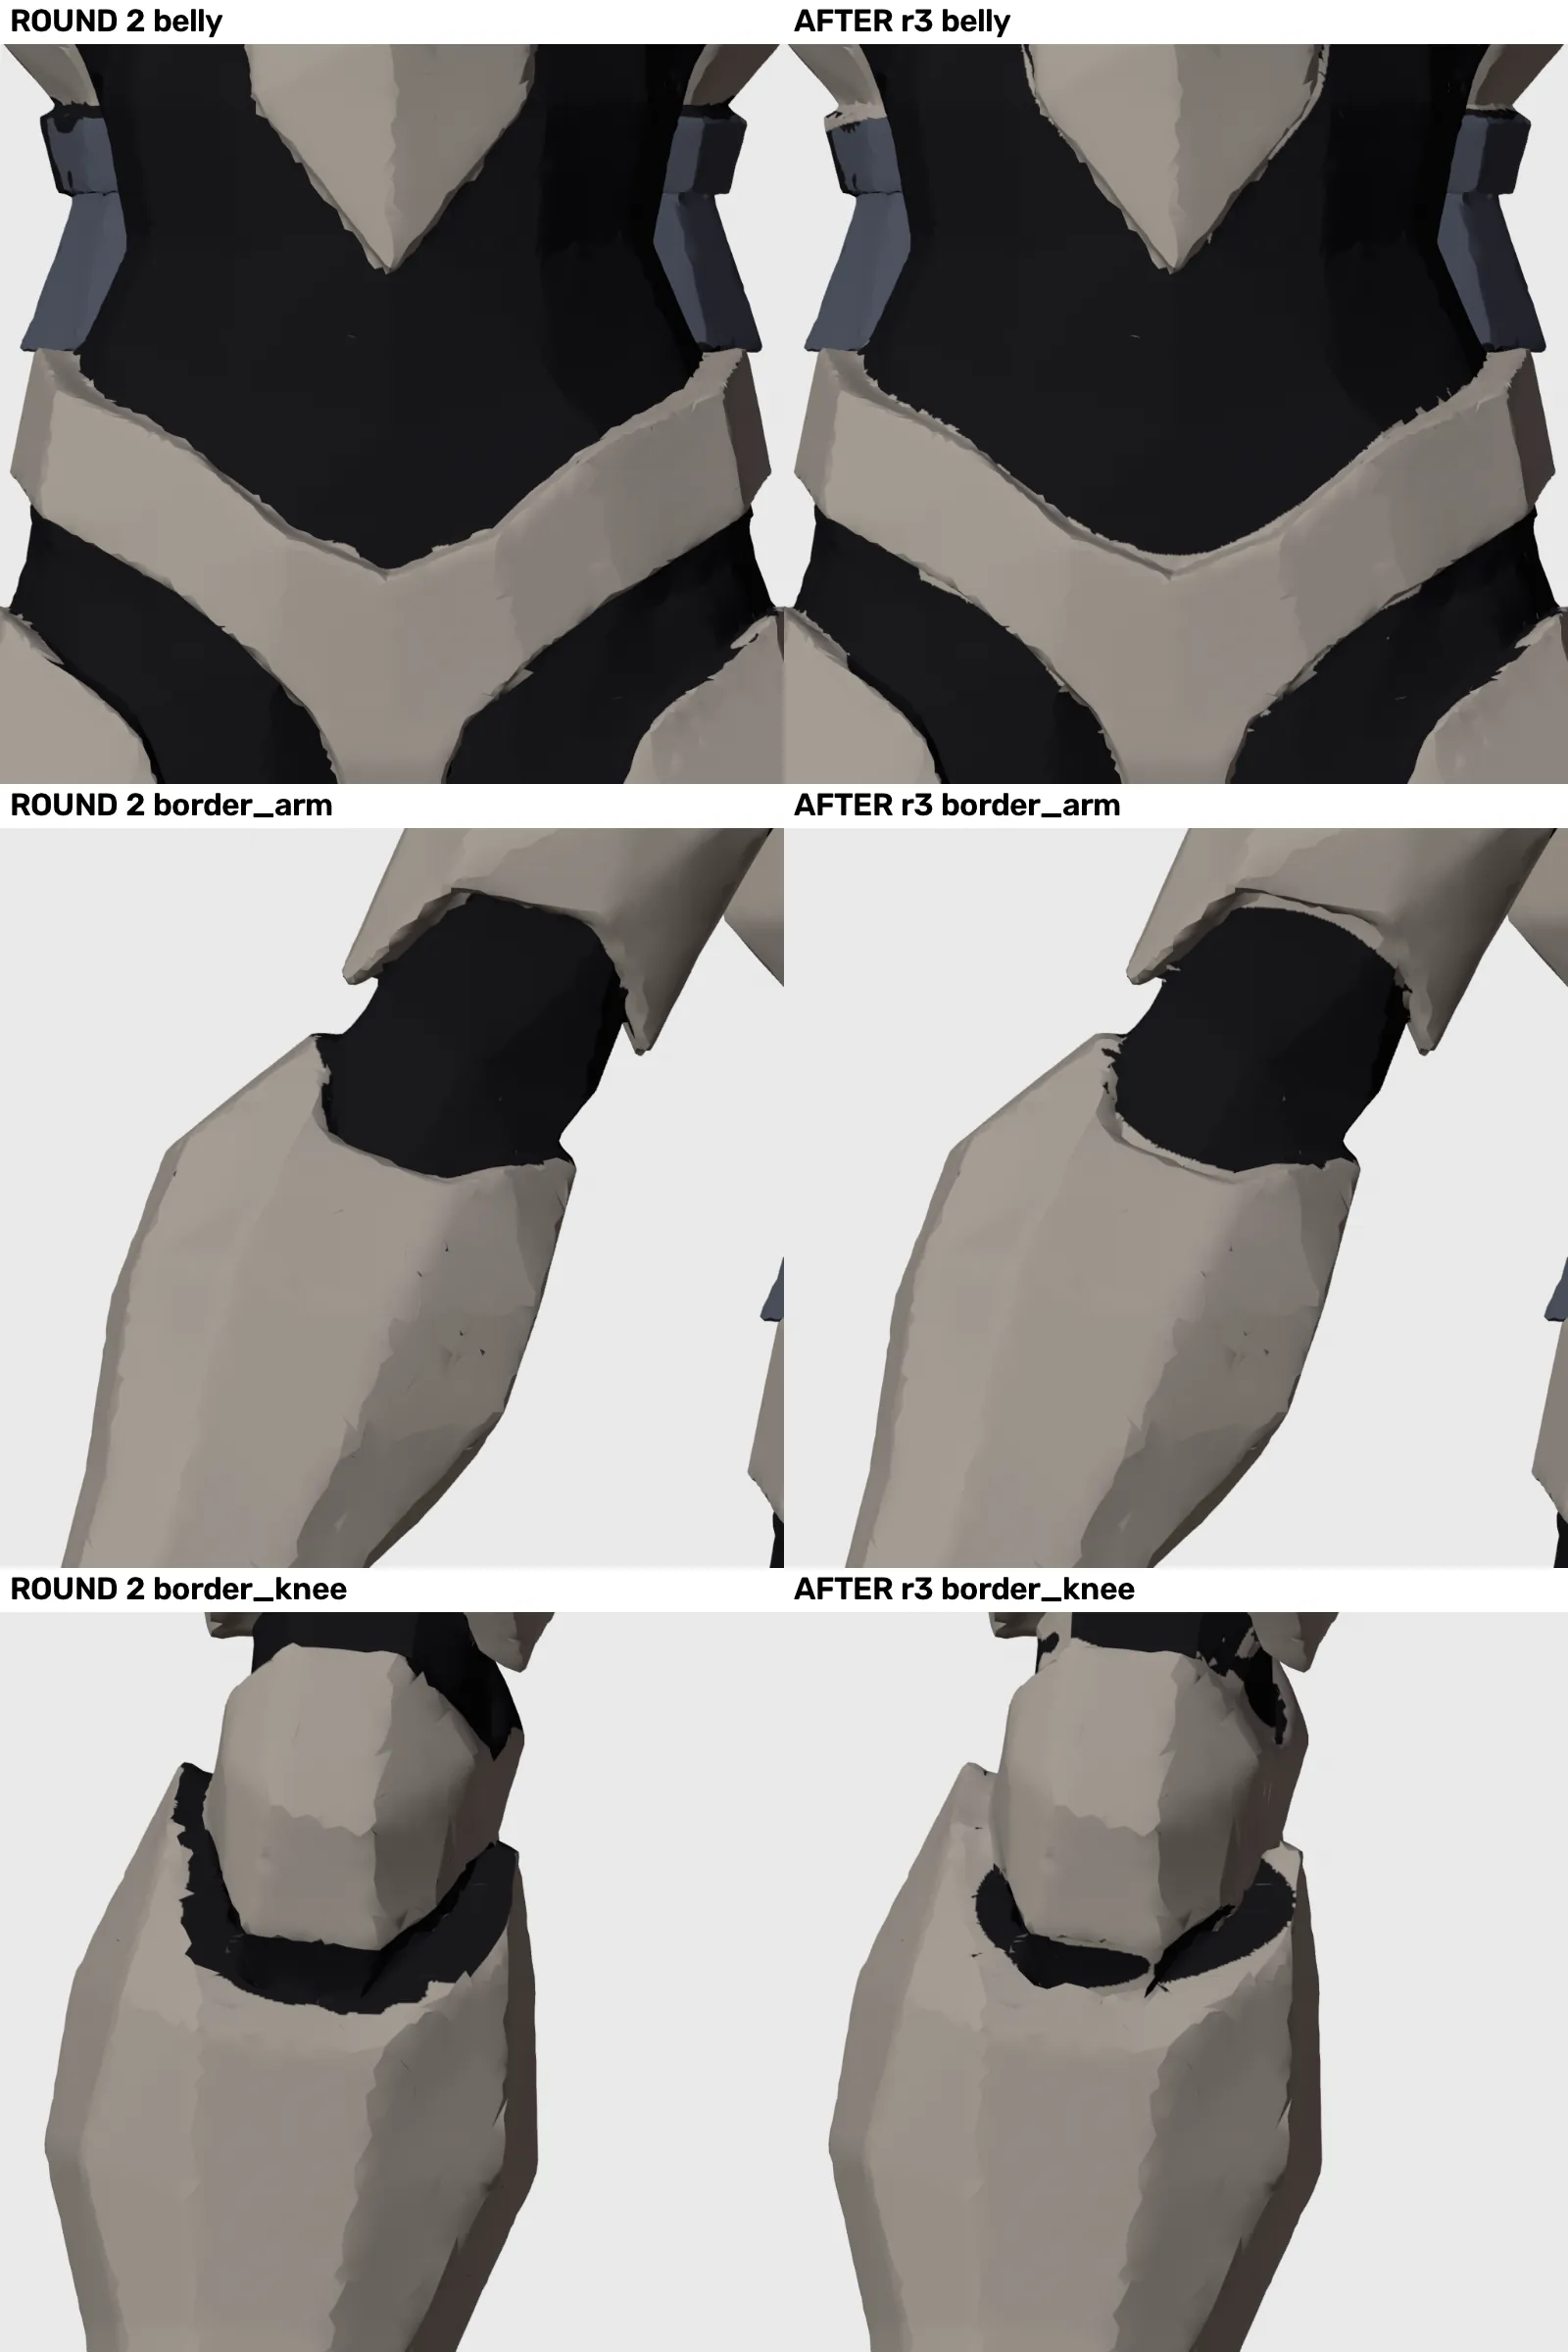 ROUND 2 belly
AFTER r3 belly
ROUND 2 border_arm
AFTER r3 border_arm
ROUND 2 border_knee
AFTER r3 border_knee